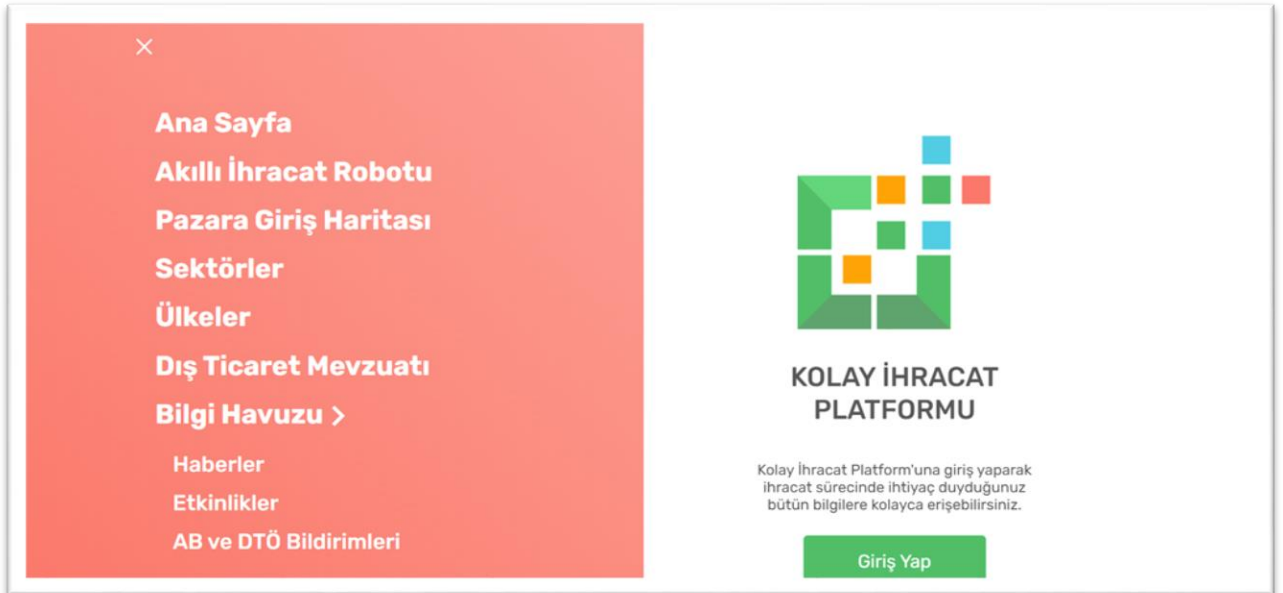 Ana Sayfa
Akıllı İhracat Robotu
Pazara Giriş Haritası
Sektörler
Ülkeler
Dış Ticaret Mevzuatı
Bilgi Havuzu >
Haberler
Etkinlikler
AB ve DTÖ Bildirimleri
KOLAY İHRACAT
PLATFORMU
Kolay İhracat Platform'una giriş yaparak
ihracat sürecinde ihtiyaç duyduğunuz
bütün bilgilere kolayca erişebilirsiniz.
Giriş Yap